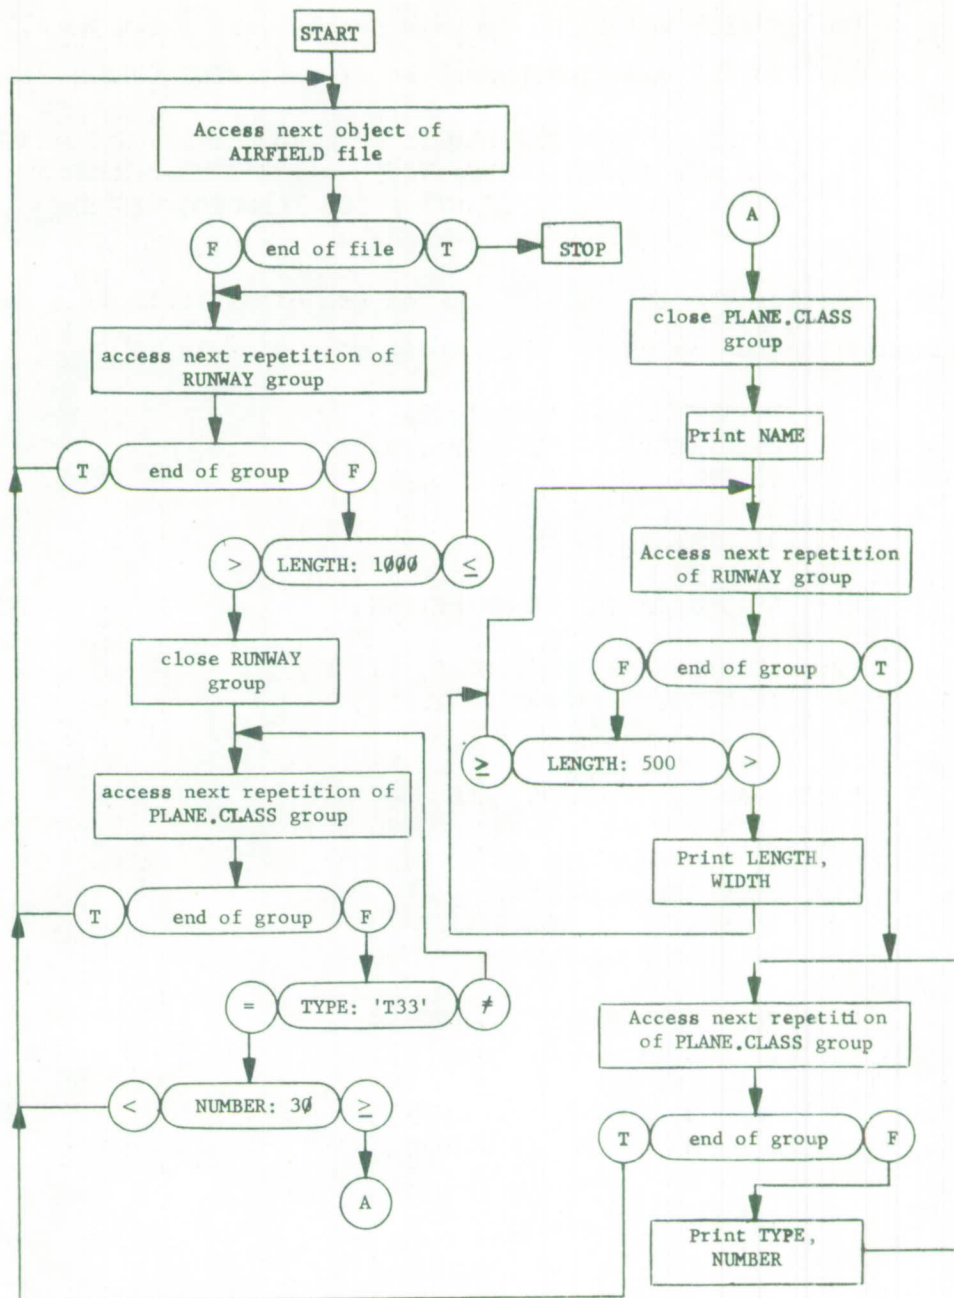 START
Access next object of
AIRFIELD file
F
end of file
T
STOP
access next repetition of
RUNWAY group
T
end of group
F
>
LENGTH: 1000
≤
close RUNWAY
group
access next repetition of
PLANE.CLASS group
T
end of group
F
=
TYPE: 'T33'
≠
<
NUMBER: 30
≥
A
A
close PLANE.CLASS
group
Print NAME
Access next repetition
of RUNWAY group
F
end of group
T
≥
LENGTH: 500
>
Print LENGTH,
WIDTH
Access next repetition
of PLANE.CLASS group
T
end of group
F
Print TYPE,
NUMBER